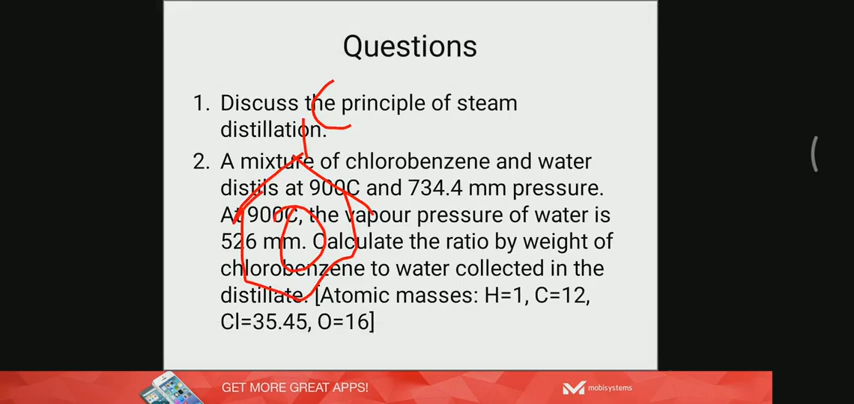 Questions
1. Discuss the principle of steam
distillation.
2. A mixture of chlorobenzene and water
distils at 900C and 734.4 mm pressure.
At 900C, the vapour pressure of water is
526 mm. Calculate the ratio by weight of
chlorobenzene to water collected in the
distillate. [Atomic masses: H=1, C=12,
Cl=35.45, O=16]
GET MORE GREAT APPS!
mobisystems